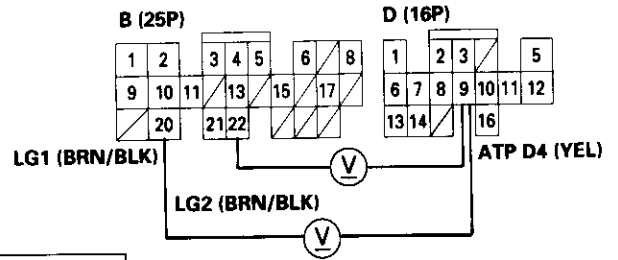 B (25P)
D (16P)
1 2 3 4 5 6 8
9 10 11 13 15 17
20 21 22
1 2 3 5
6 7 8 9 10 11 12
13 14 16
LG1 (BRN/BLK)
ATP D4 (YEL)
V
LG2 (BRN/BLK)
V